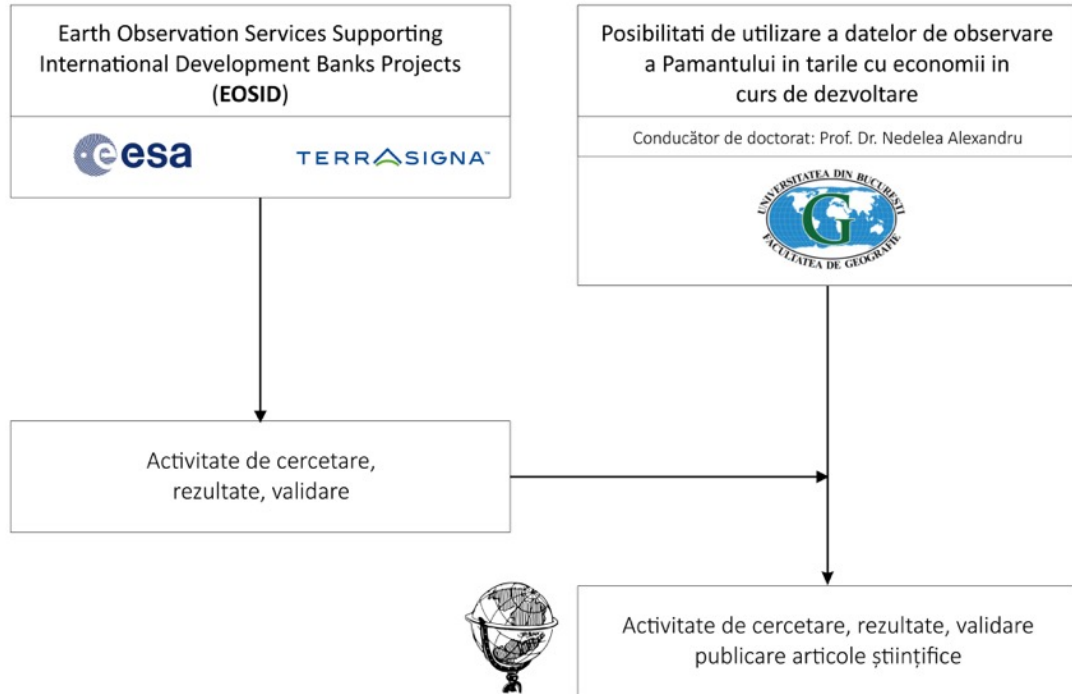 Earth Observation Services Supporting
International Development Banks Projects
(EOSID)
esa
TERRASIGNA™
Posibilitati de utilizare a datelor de observare
a Pamantului in tarile cu economii in
curs de dezvoltare
Conducător de doctorat: Prof. Dr. Nedelea Alexandru
UNIVERSITATEA DIN BUCUREȘTI
G
FACULTATEA DE GEOGRAFIE
Activitate de cercetare,
rezultate, validare
Activitate de cercetare, rezultate, validare
publicare articole științifice